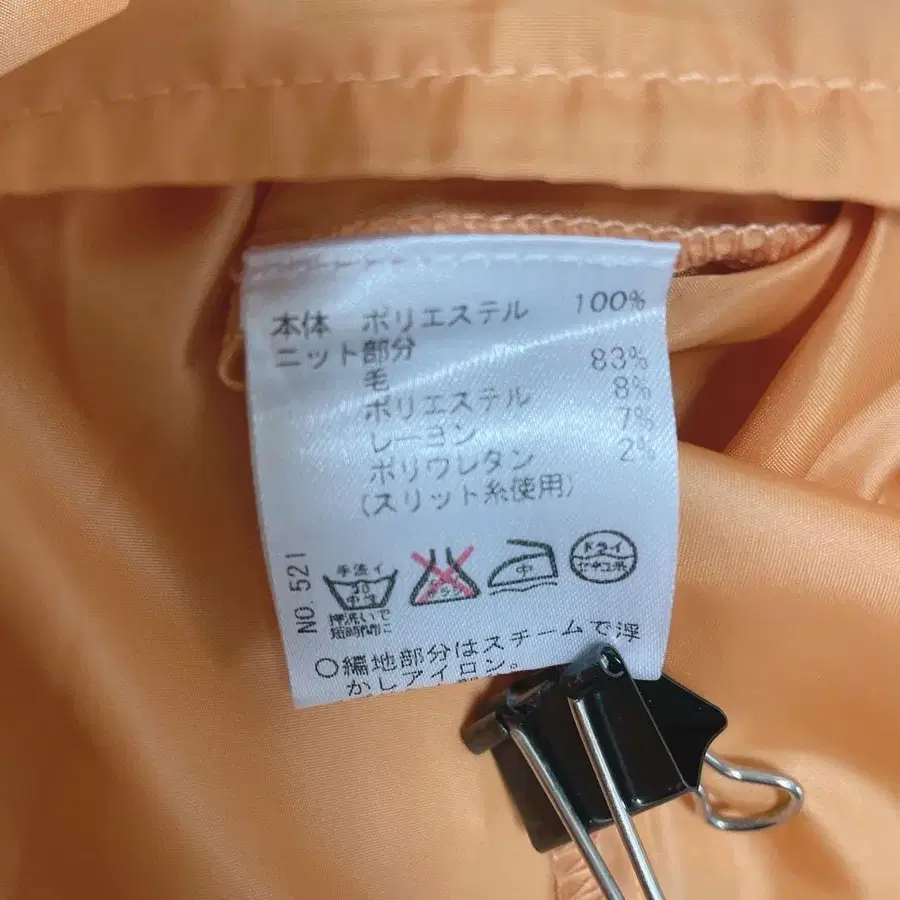 本体 ポリエステル 100%
ニット部分
毛 83%
ポリエステル 8%
レーヨン 7%
ポリウレタン 2%
(スリット糸使用)
NO. 521
手洗イ
30
中性
押洗いで
短時間に
中
ドライ
セキユ系
○編地部分はスチームで浮
かしアイロン。